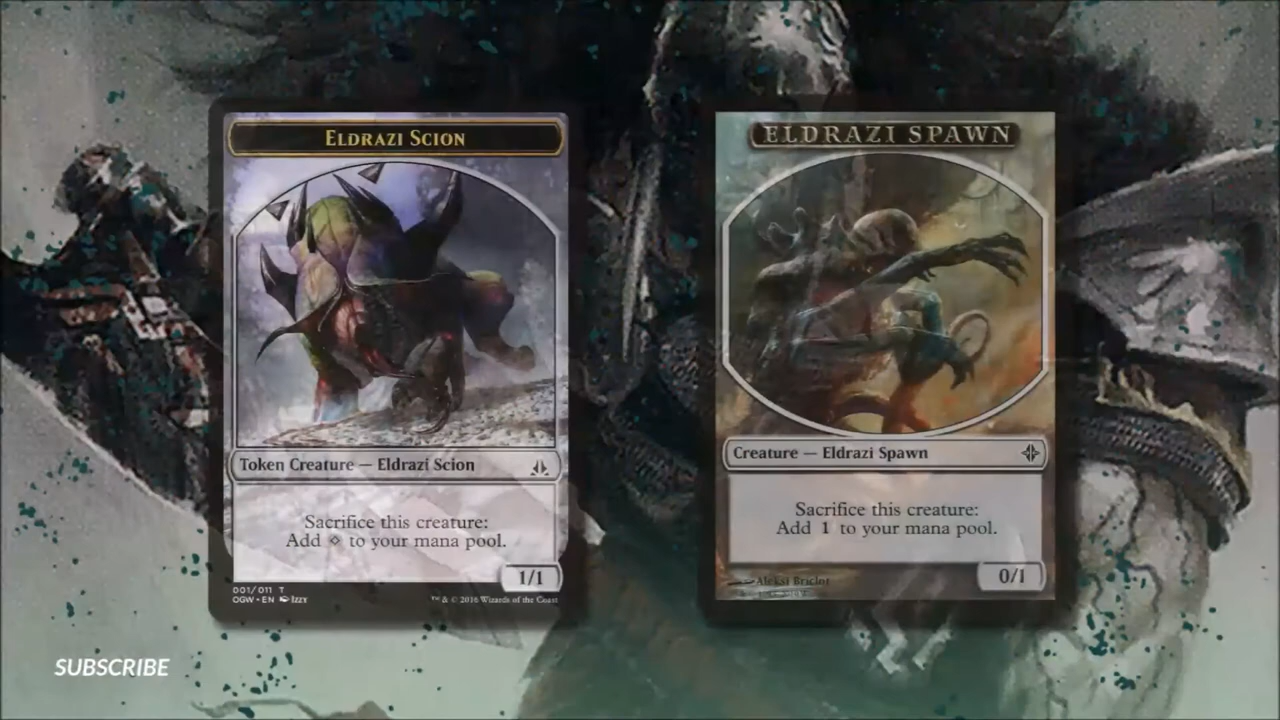 ELDRAZI SCION
Token Creature — Eldrazi Scion
Sacrifice this creature:
Add ◇ to your mana pool.
1/1
001/011 T
OGW • EN Izzy
™ & © 2016 Wizards of the Coast
ELDRAZI SPAWN
Creature — Eldrazi Spawn
Sacrifice this creature:
Add 1 to your mana pool.
0/1
Aleksi Briclot
SUBSCRIBE